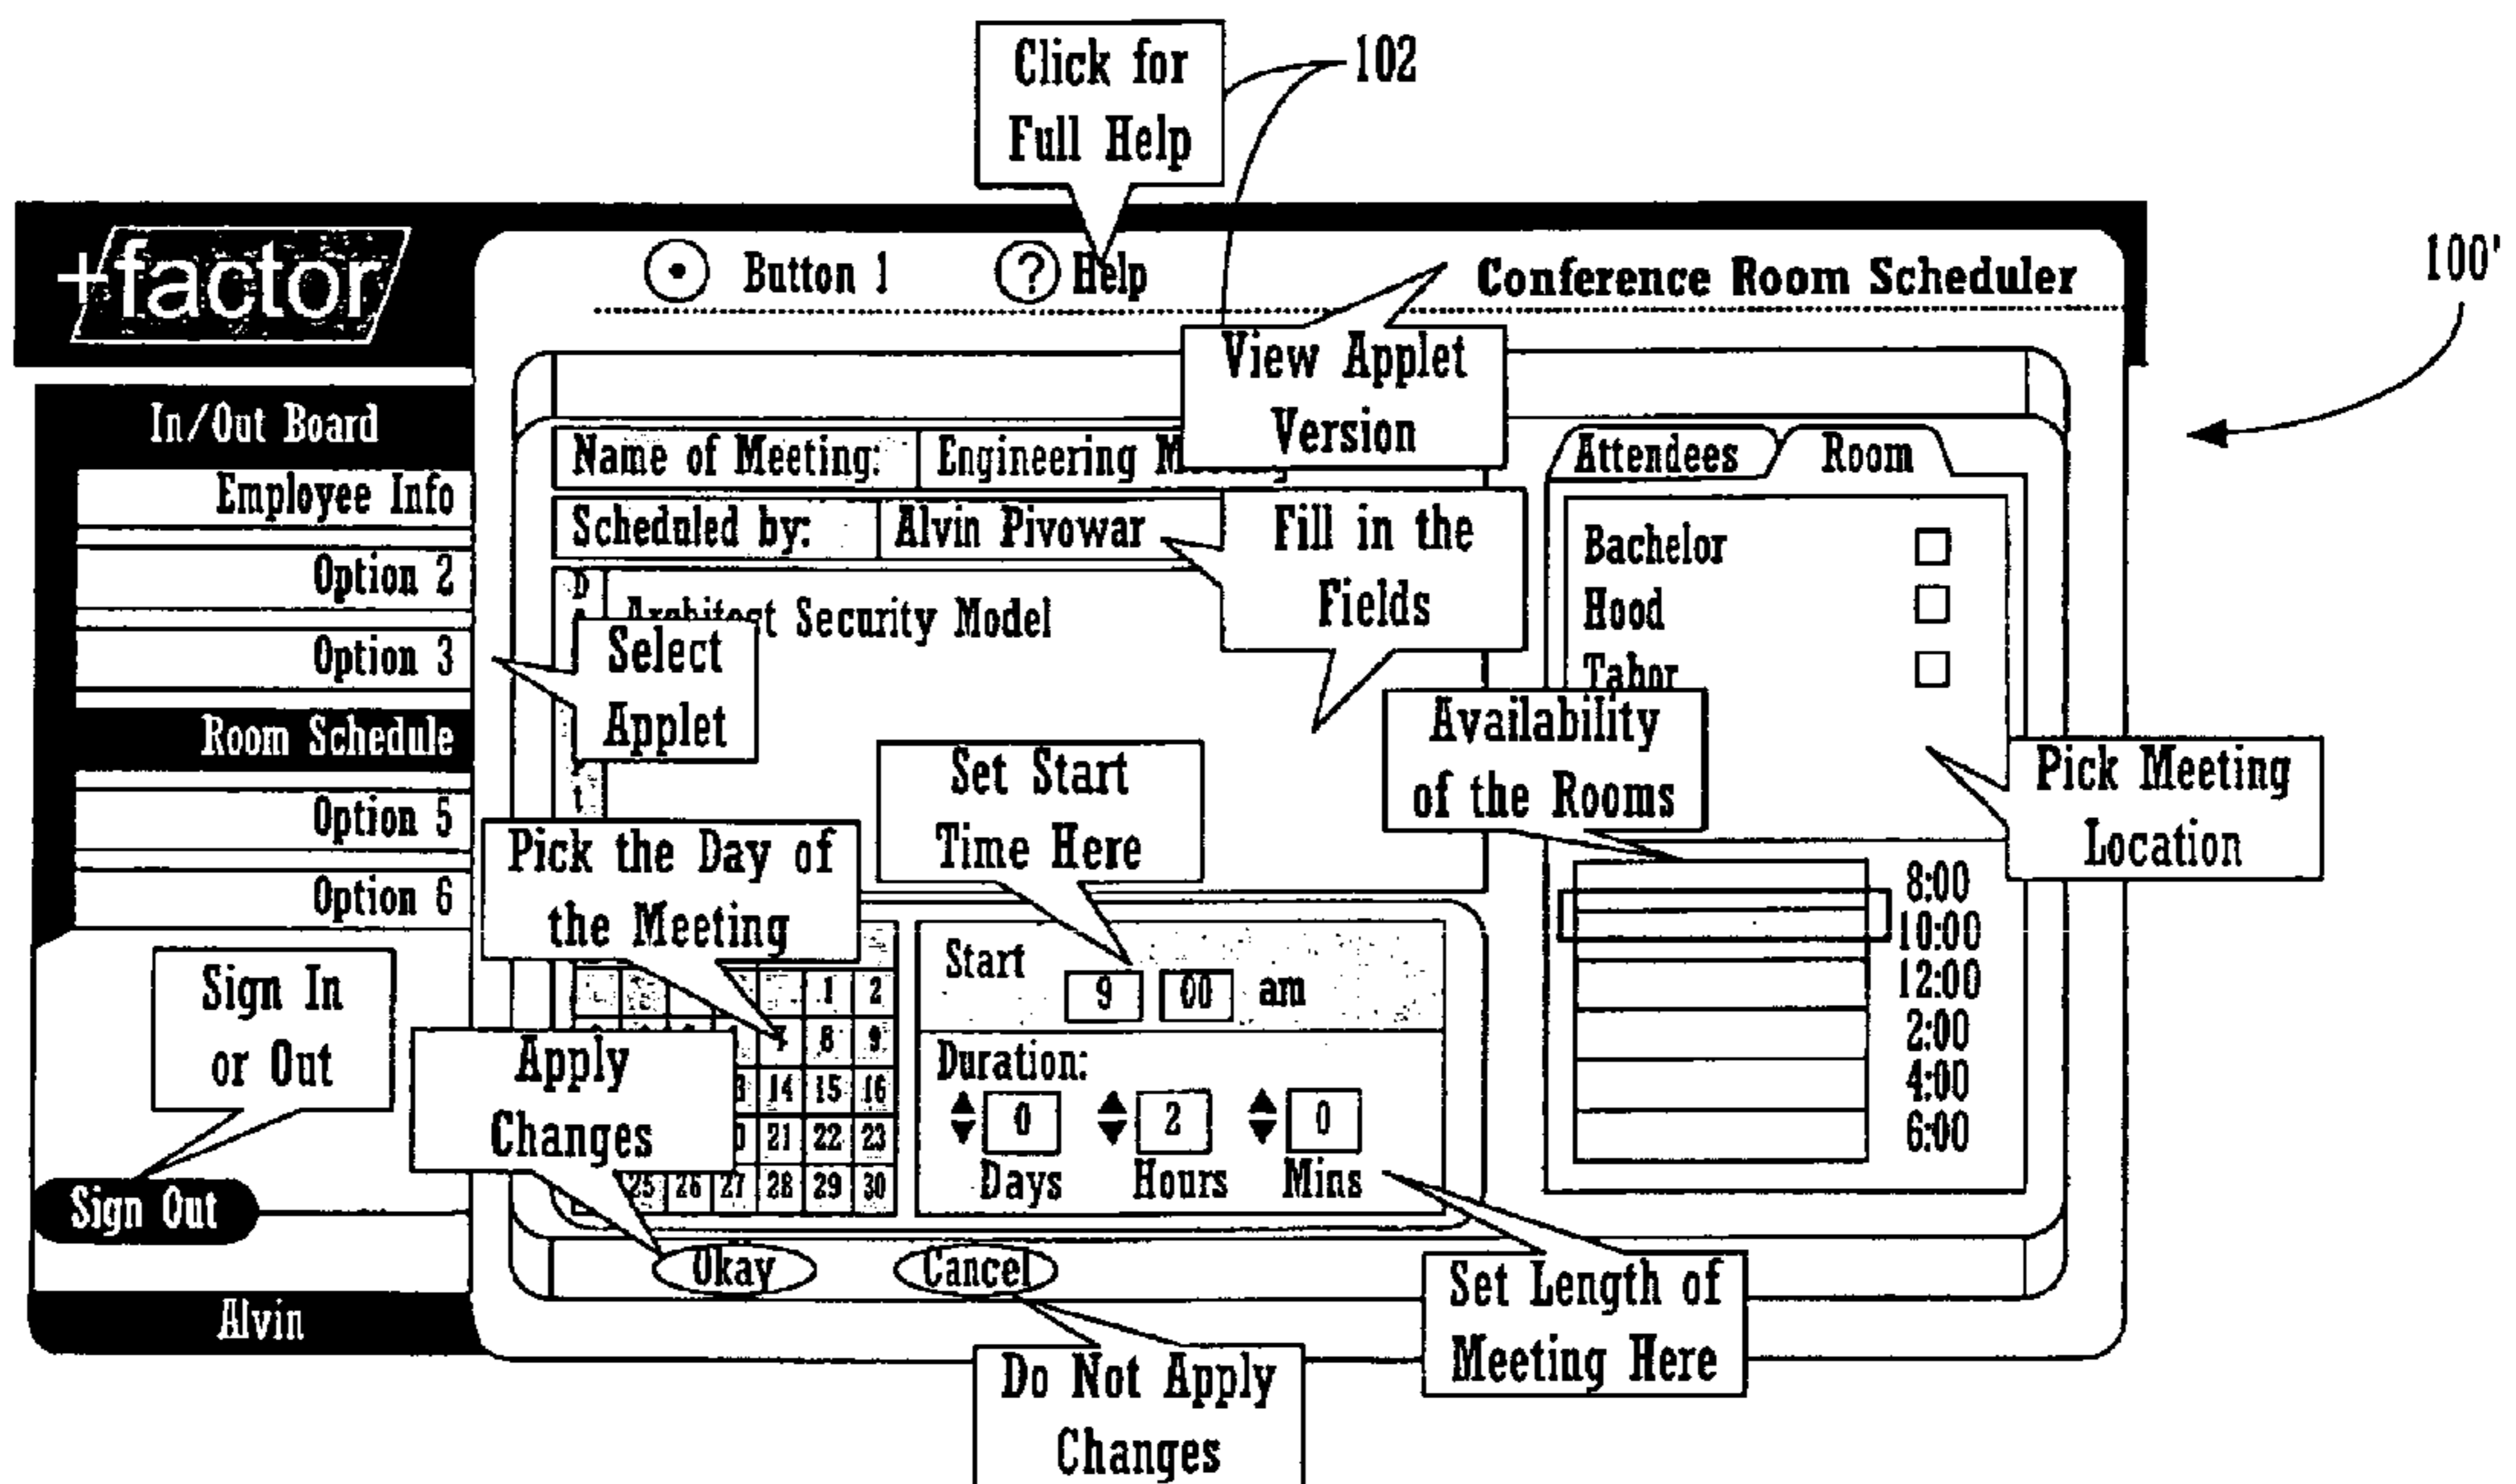 Click for
Full Help
102
100'
+factor
Button 1
? Help
Conference Room Scheduler
View Applet
Version
In/Out Board
Employee Info
Option 2
Option 3
Room Schedule
Option 5
Option 6
Sign In
or Out
Sign Out
Alvin
Name of Meeting:
Engineering M
Scheduled by:
Alvin Pivowar
Fill in the
Fields
Architect Security Model
Select
Applet
Attendees
Room
Bachelor
Hood
Tabor
Availability
of the Rooms
Pick Meeting
Location
Set Start
Time Here
Pick the Day of
the Meeting
Start
9 00 am
1 2
7 8 9
14 15 16
21 22 23
25 26 27 28 29 30
Apply
Changes
Duration:
0 2 0
Days Hours Mins
8:00
10:00
12:00
2:00
4:00
6:00
Okay
Cancel
Set Length of
Meeting Here
Do Not Apply
Changes